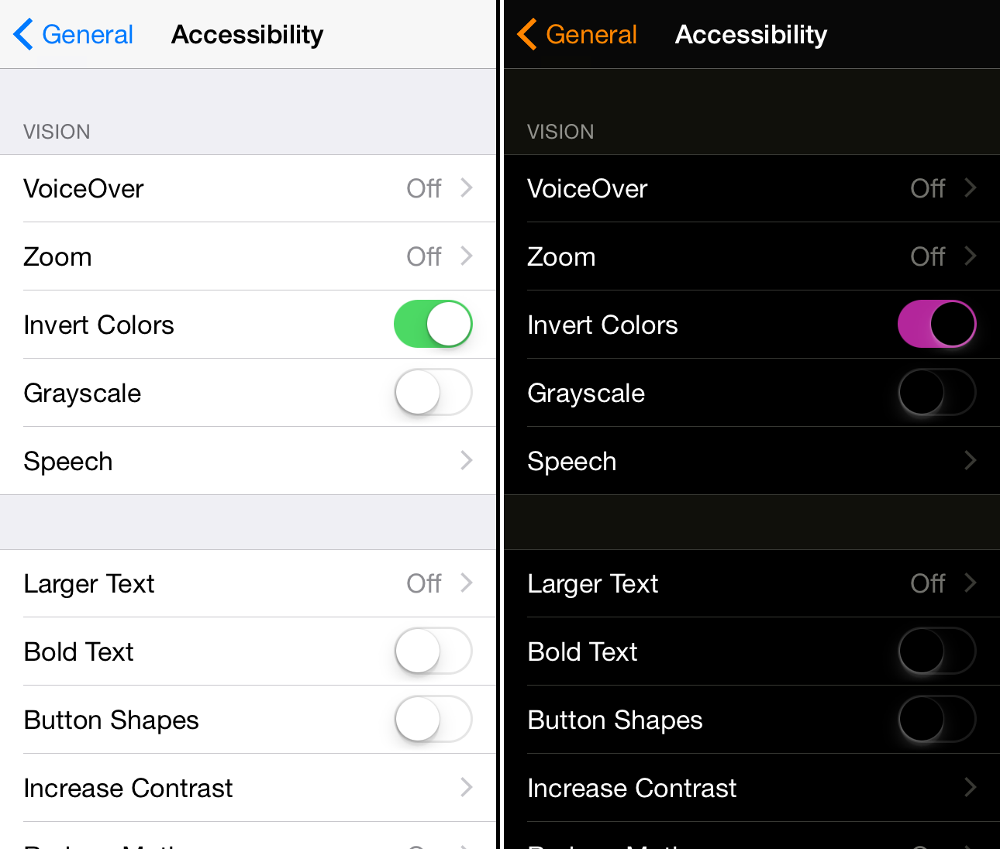 General Accessibility
VISION
VoiceOver Off
Zoom Off
Invert Colors
Grayscale
Speech
Larger Text Off
Bold Text
Button Shapes
Increase Contrast
General Accessibility
VISION
VoiceOver Off
Zoom Off
Invert Colors
Grayscale
Speech
Larger Text Off
Bold Text
Button Shapes
Increase Contrast